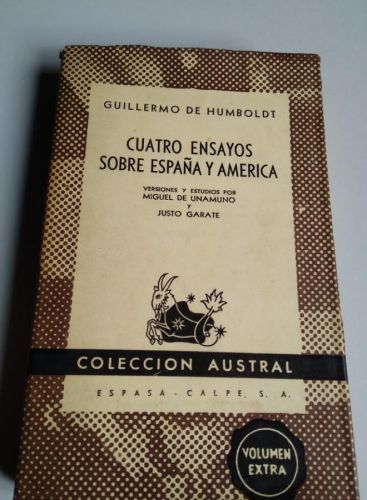 GUILLERMO DE HUMBOLDT
CUATRO ENSAYOS
SOBRE ESPAÑA Y AMERICA
VERSIONES Y ESTUDIOS POR
MIGUEL DE UNAMUNO
Y
JUSTO GARATE
COLECCION AUSTRAL
ESPASA - CALPE, S. A.
VOLUMEN
EXTRA